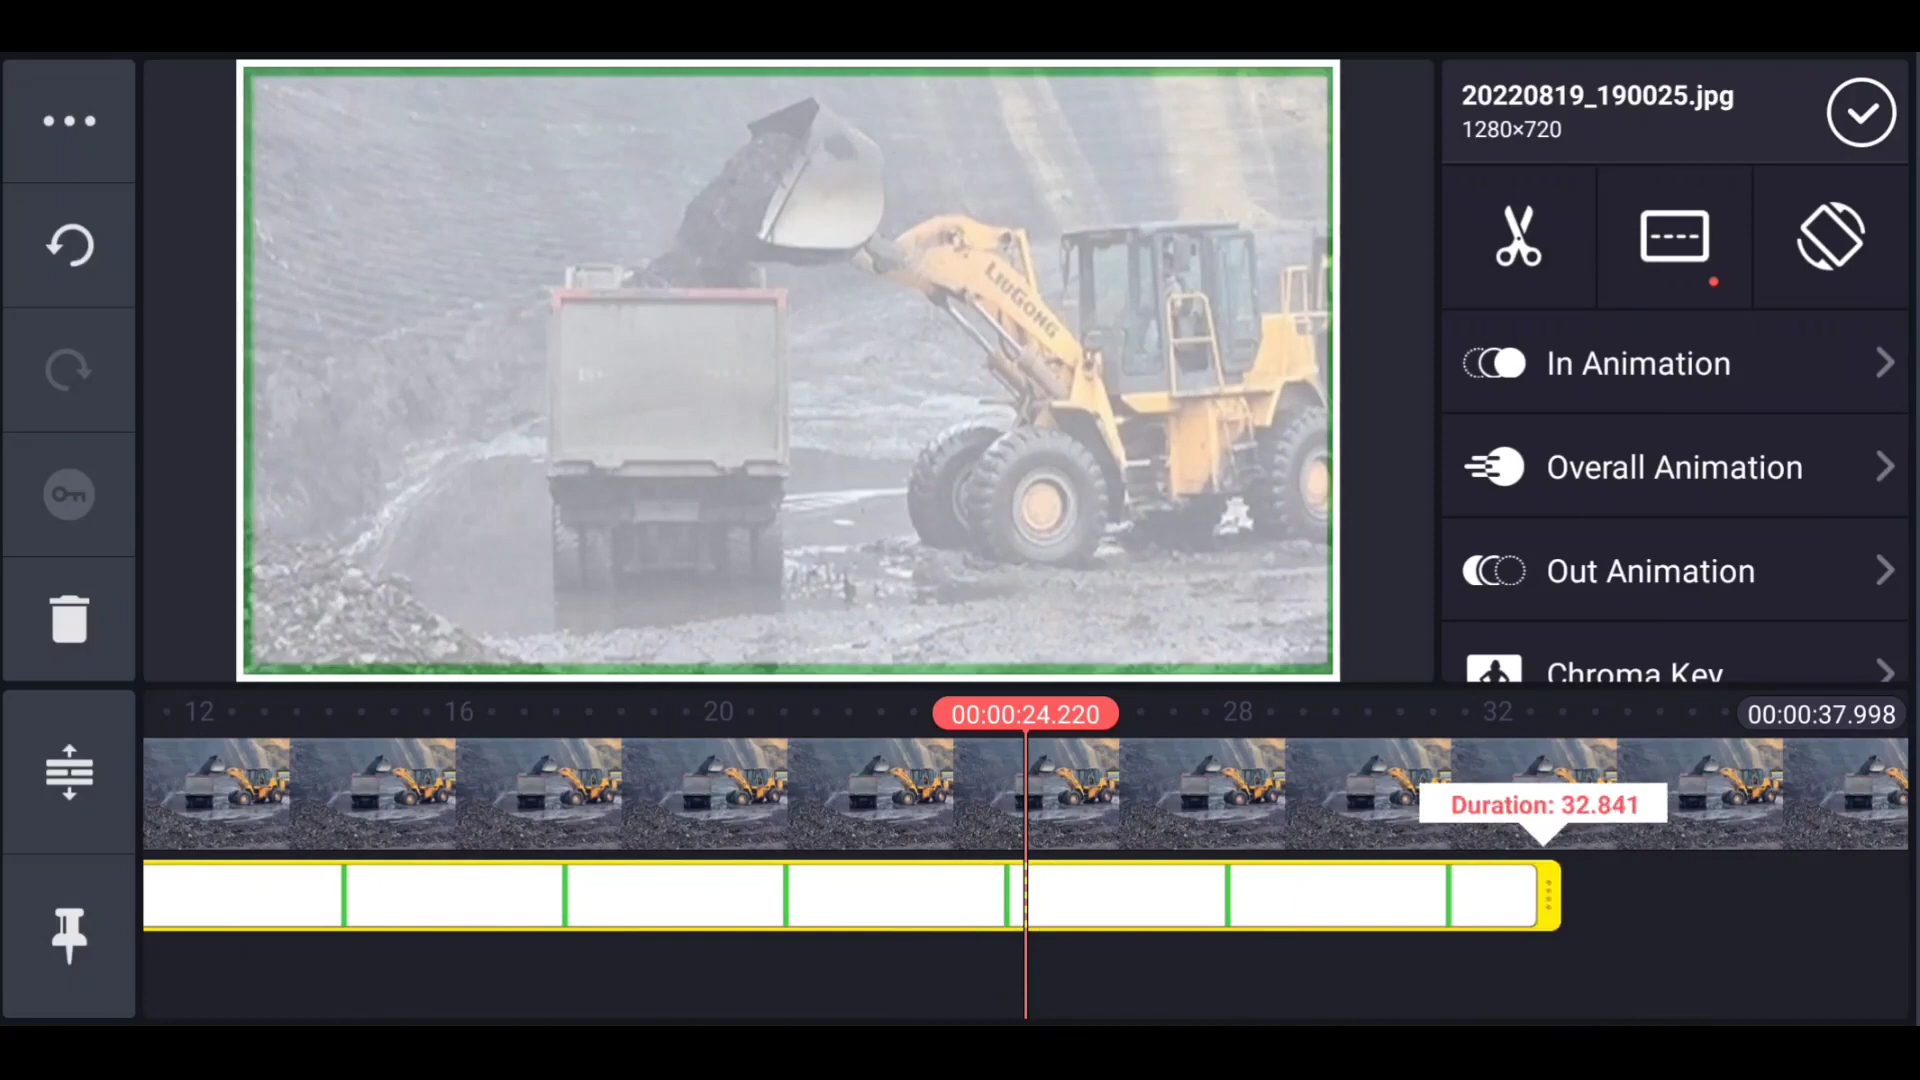 20220819_190025.jpg
1280×720
LIUGONG
In Animation
Overall Animation
Out Animation
Chroma Key
12
16
20
00:00:24.220
28
32
00:00:37.998
Duration: 32.841